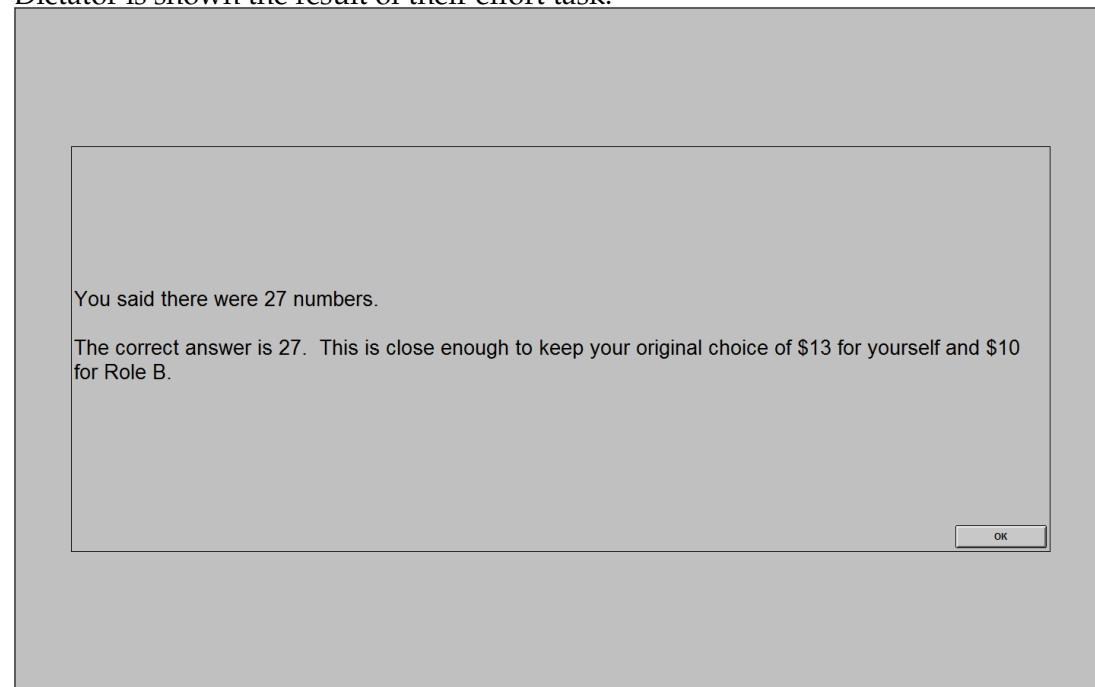 Dictator is shown the result of their effort task.
You said there were 27 numbers.
The correct answer is 27.  This is close enough to keep your original choice of $13 for yourself and $10
for Role B.
OK